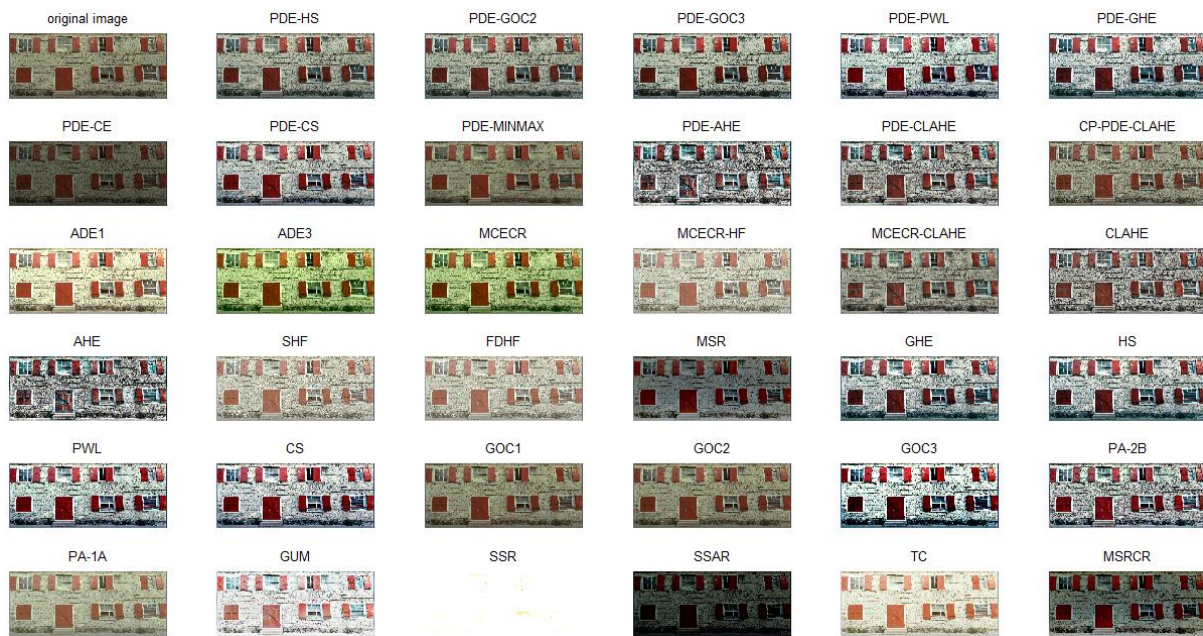 original image PDE-HS PDE-GOC2 PDE-GOC3 PDE-PWL PDE-GHE
PDE-CE PDE-CS PDE-MINMAX PDE-AHE PDE-CLAHE CP-PDE-CLAHE
ADE1 ADE3 MCECR MCECR-HF MCECR-CLAHE CLAHE
AHE SHF FDHF MSR GHE HS
PWL CS GOC1 GOC2 GOC3 PA-2B
PA-1A GUM SSR SSAR TC MSRCR